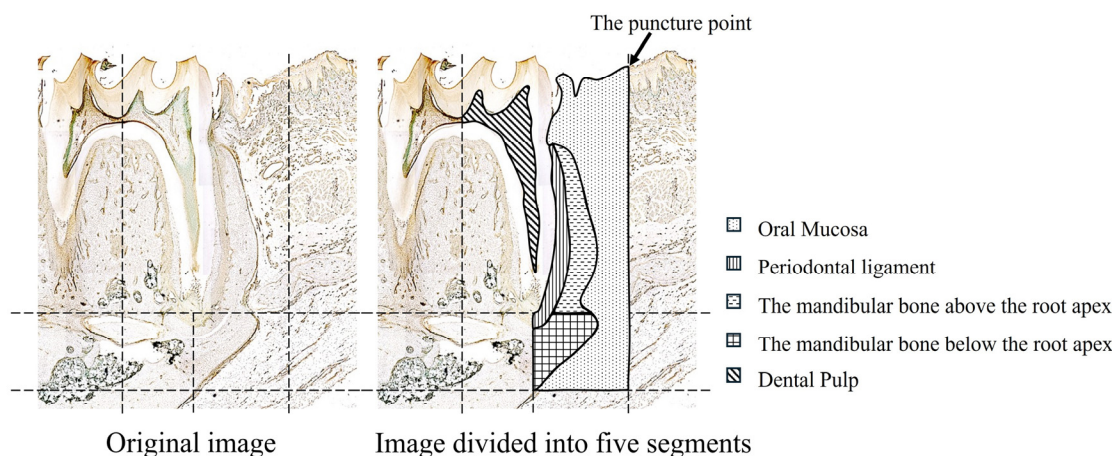 The puncture point
Oral Mucosa
Periodontal ligament
The mandibular bone above the root apex
The mandibular bone below the root apex
Dental Pulp
Original image
Image divided into five segments